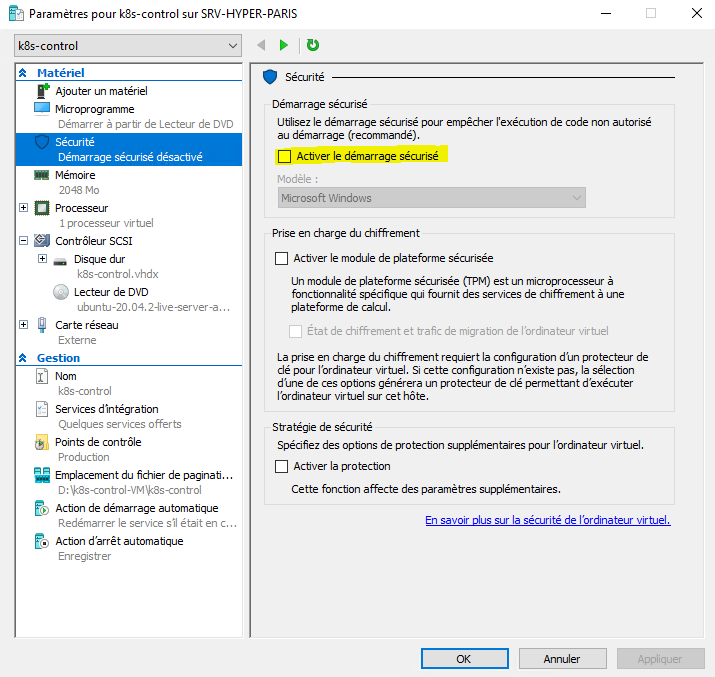 Paramètres pour k8s-control sur SRV-HYPER-PARIS
k8s-control
Matériel
Ajouter un matériel
Microprogramme
Démarrer à partir de Lecteur de DVD
Sécurité
Démarrage sécurisé désactivé
Mémoire
2048 Mo
Processeur
1 processeur virtuel
Contrôleur SCSI
Disque dur
k8s-control.vhdx
Lecteur de DVD
ubuntu-20.04.2-live-server-a...
Carte réseau
Externe
Gestion
Nom
k8s-control
Services d'intégration
Quelques services offerts
Points de contrôle
Production
Emplacement du fichier de paginati...
D:\k8s-control-VM\k8s-control
Action de démarrage automatique
Redémarrer le service s'il était en c...
Action d'arrêt automatique
Enregistrer
Sécurité
Démarrage sécurisé
Utilisez le démarrage sécurisé pour empêcher l'exécution de code non autorisé
au démarrage (recommandé).
Activer le démarrage sécurisé
Modèle :
Microsoft Windows
Prise en charge du chiffrement
Activer le module de plateforme sécurisée
Un module de plateforme sécurisée (TPM) est un microprocesseur à
fonctionnalité spécifique qui fournit des services de chiffrement à une
plateforme de calcul.
État de chiffrement et trafic de migration de l'ordinateur virtuel
La prise en charge du chiffrement requiert la configuration d'un protecteur de
clé pour l'ordinateur virtuel. Si cette configuration n'existe pas, la sélection
d'une de ces options générera un protecteur de clé permettant d'exécuter
l'ordinateur virtuel sur cet hôte.
Stratégie de sécurité
Spécifiez des options de protection supplémentaires pour l'ordinateur virtuel.
Activer la protection
Cette fonction affecte des paramètres supplémentaires.
En savoir plus sur la sécurité de l'ordinateur virtuel.
OK
Annuler
Appliquer